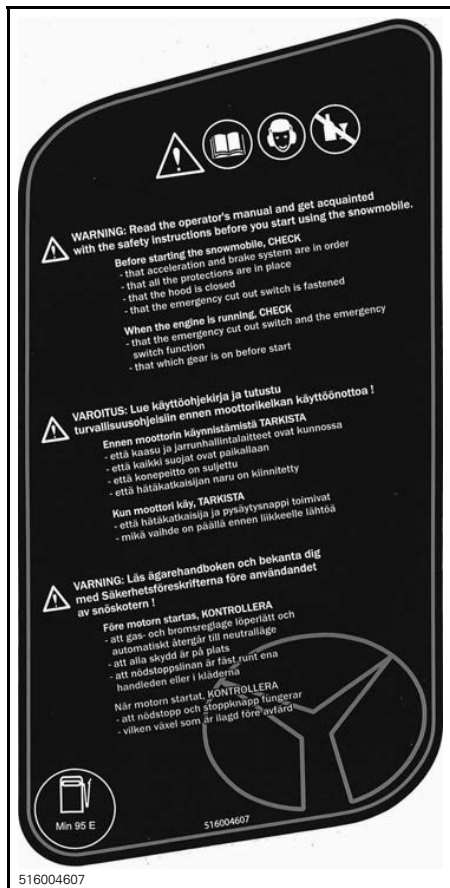 WARNING: Read the operator's manual and get acquainted
with the safety instructions before you start using the snowmobile.
Before starting the snowmobile, CHECK
- that acceleration and brake system are in order
- that all the protections are in place
- that the hood is closed
- that the emergency cut out switch is fastened
When the engine is running, CHECK
- that the emergency cut out switch and the emergency
switch function
- that which gear is on before start
VAROITUS: Lue käyttöohjekirja ja tutustu
turvallisuusohjeisiin ennen moottorikelkan käyttöönottoa !
Ennen moottorin käynnistämistä TARKISTA
- että kaasu ja jarrunhallintalaitteet ovat kunnossa
- että kaikki suojat ovat paikallaan
- että konepeitto on suljettu
- että hätäkatkaisijan naru on kiinnitetty
Kun moottori käy, TARKISTA
- että hätäkatkaisija ja pysäytysnappi toimivat
- mikä vaihde on päällä ennen liikkeelle lähtöä
VARNING: Läs ägarehandboken och bekanta dig
med Säkerhetsföreskrifterna före användandet
av snöskotern !
Före motorn startas, KONTROLLERA
- att gas- och bromsreglage löperlätt och
automatiskt återgår till neutralläge
- att alla skydd är på plats
- att nödstoppslinan är fäst runt ena
handleden eller i kläderna
När motorn startat, KONTROLLERA
- att nödstopp och stoppknapp fungerar
- vilken växel som är ilagd före avfärd
Min 95 E
516004607
516004607